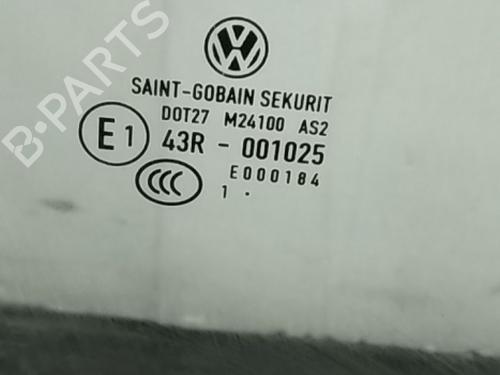 B-PARTS
SAINT-GOBAIN SEKURIT
DOT27 M24100 AS2
E1 43R - 001025
CCC E000184
1 .